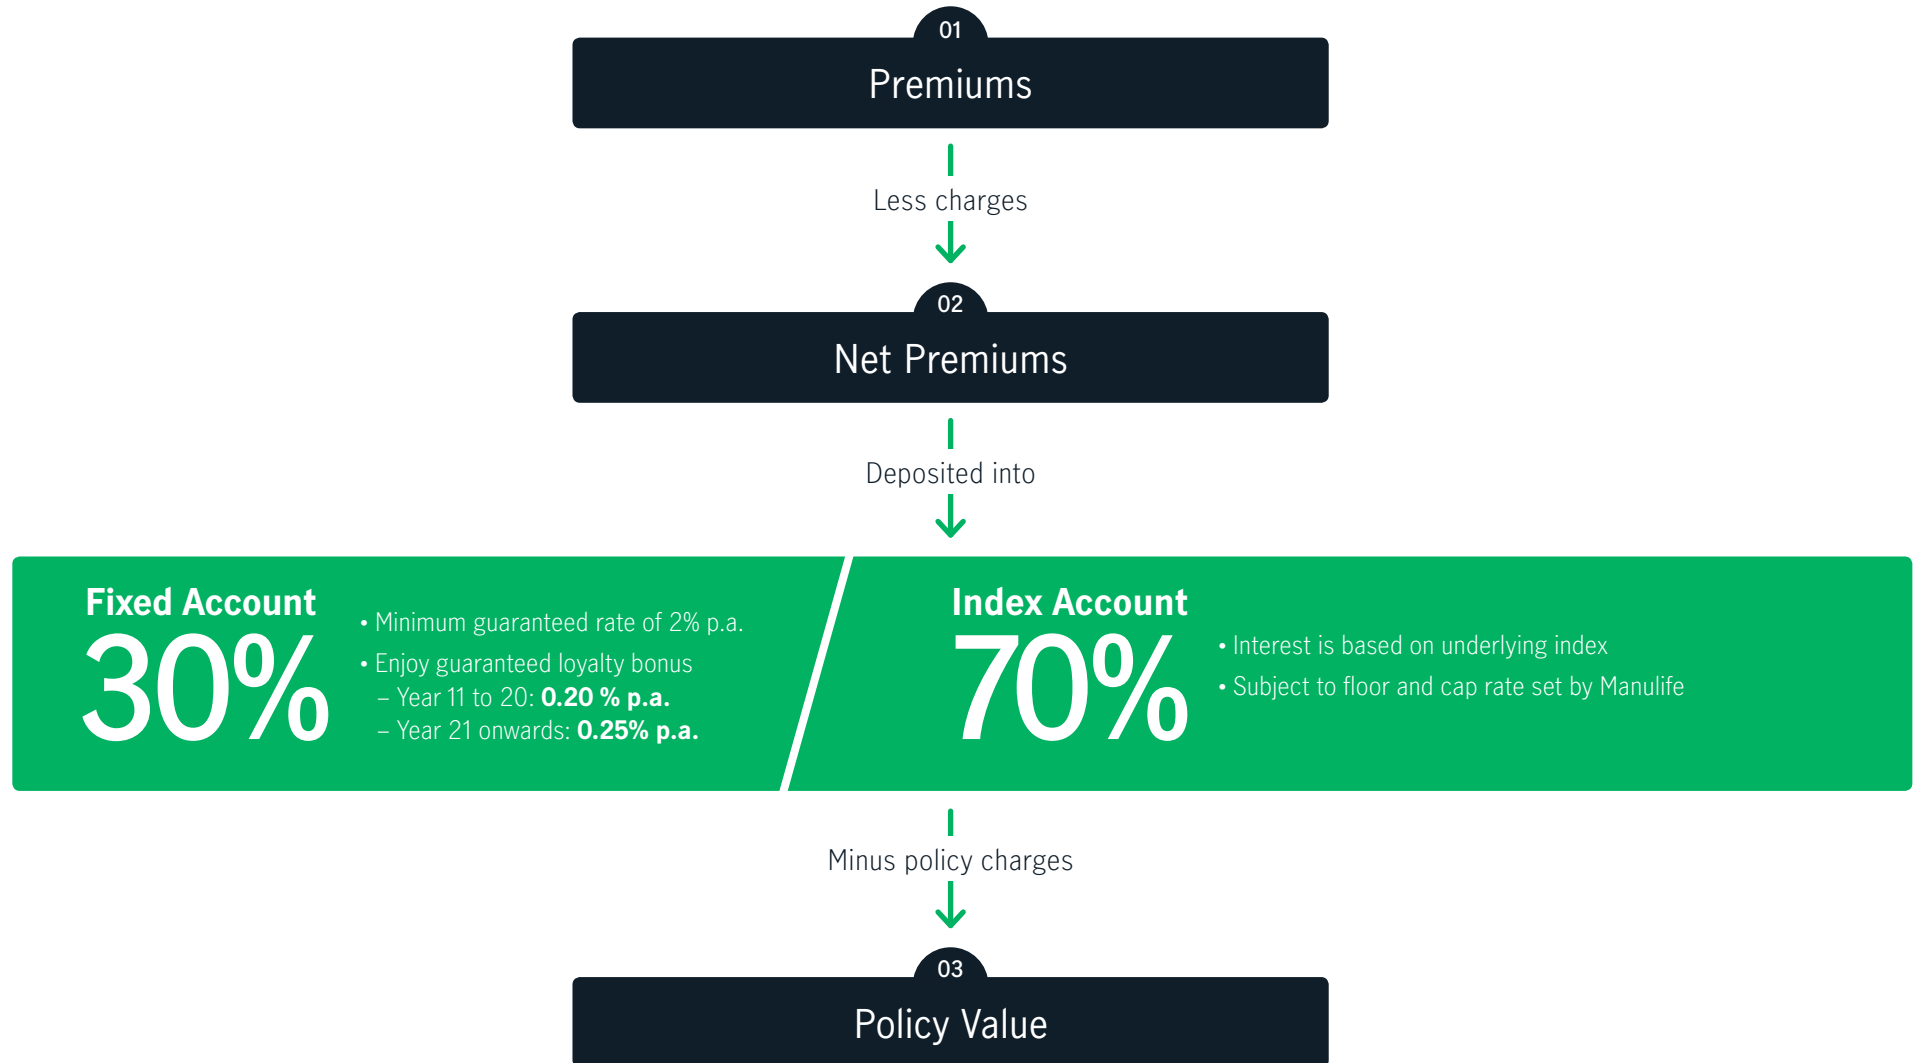 01
Premiums
Less charges
02
Net Premiums
Deposited into
Fixed Account
30%
• Minimum guaranteed rate of 2% p.a.
• Enjoy guaranteed loyalty bonus
– Year 11 to 20: 0.20 % p.a.
– Year 21 onwards: 0.25% p.a.
Index Account
70%
• Interest is based on underlying index
• Subject to floor and cap rate set by Manulife
Minus policy charges
03
Policy Value